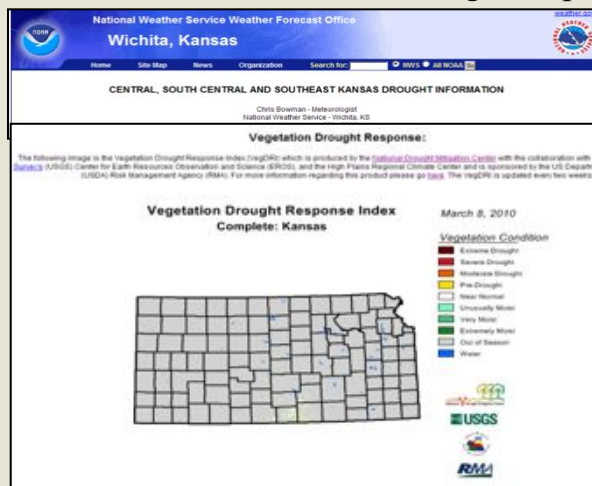 weather.gov
National Weather Service Weather Forecast Office
NOAA
Wichita, Kansas
Home Site Map News Organization Search for: NWS All NOAA Go
CENTRAL, SOUTH CENTRAL AND SOUTHEAST KANSAS DROUGHT INFORMATION
Chris Bowman - Meteorologist
National Weather Service - Wichita, KS
Vegetation Drought Response:
The following image is the Vegetation Drought Response Index (VegDRI) which is produced by the National Drought Mitigation Center with the collaboration with
Survey's (USGS) Center for Earth Resources Observation and Science (EROS), and the High Plains Regional Climate Center and is sponsored by the US Depart
(USDA) Risk Management Agency (RMA). For more information regarding this product please go here. The VegDRI is updated every two weeks
Vegetation Drought Response Index
Complete: Kansas
March 8, 2010
Vegetation Condition
Extreme Drought
Severe Drought
Moderate Drought
Pre-Drought
Near Normal
Unusually Moist
Very Moist
Extremely Moist
Out of Season
Water
USGS
RMA